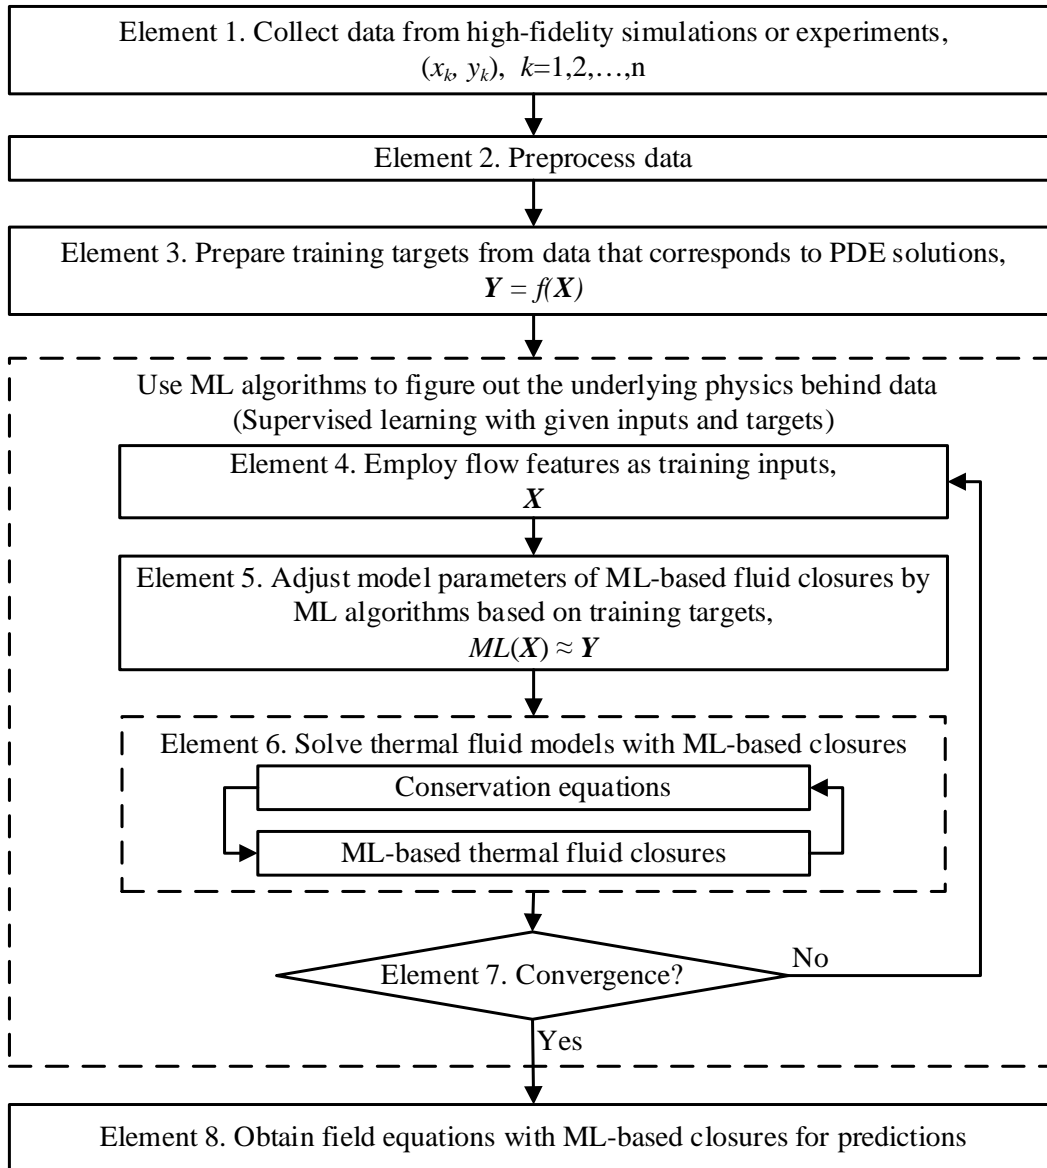 Element 1. Collect data from high-fidelity simulations or experiments,
(xk, yk), k=1,2,…,n
Element 2. Preprocess data
Element 3. Prepare training targets from data that corresponds to PDE solutions,
Y = f(X)
Use ML algorithms to figure out the underlying physics behind data
(Supervised learning with given inputs and targets)
Element 4. Employ flow features as training inputs,
X
Element 5. Adjust model parameters of ML-based fluid closures by
ML algorithms based on training targets,
ML(X) ≈ Y
Element 6. Solve thermal fluid models with ML-based closures
Conservation equations
ML-based thermal fluid closures
Element 7. Convergence?
No
Yes
Element 8. Obtain field equations with ML-based closures for predictions